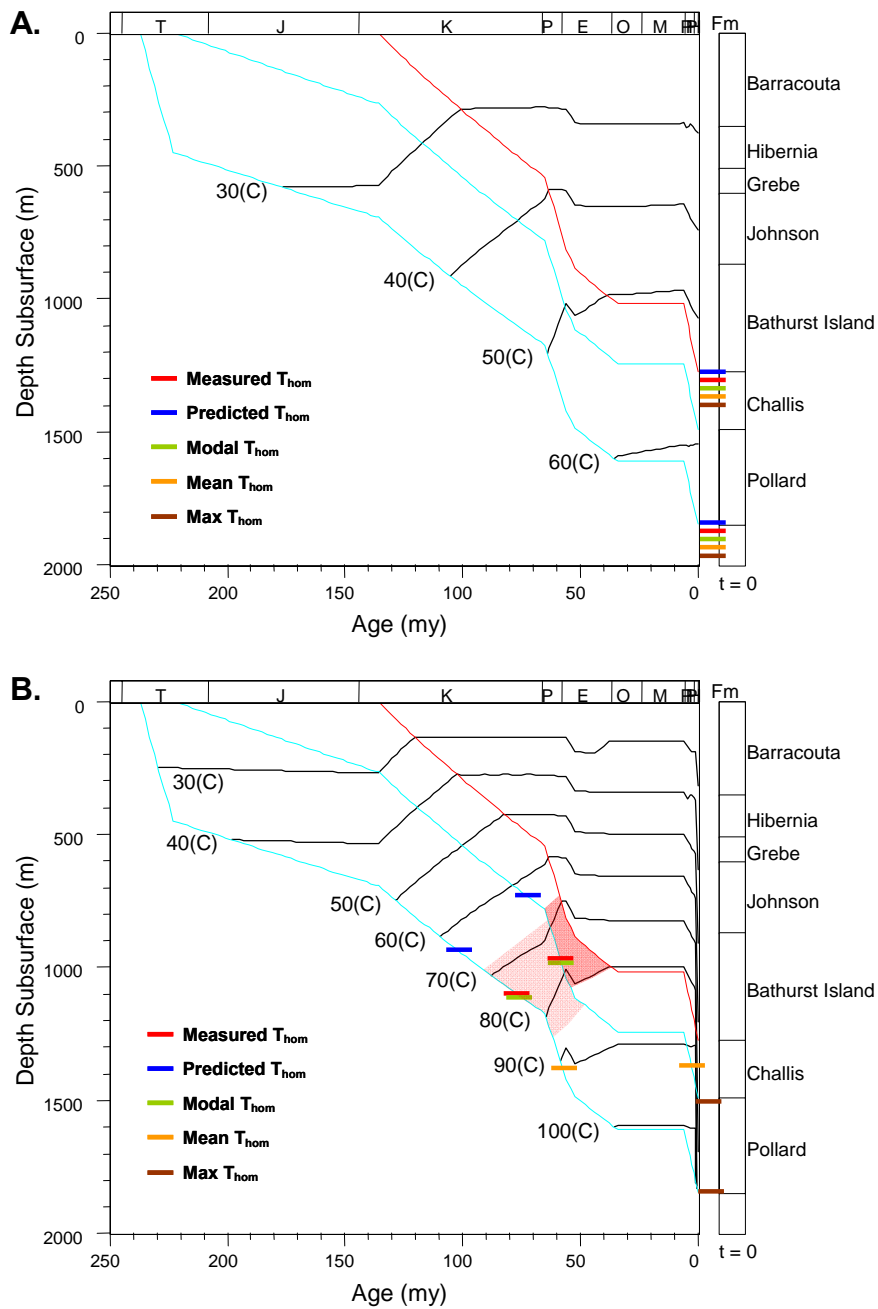 A.
T J K P E O M P P Fm
0
500
1000
1500
2000
Depth Subsurface (m)
30(C)
40(C)
50(C)
60(C)
Measured Thom
Predicted Thom
Modal Thom
Mean Thom
Max Thom
Barracouta
Hibernia
Grebe
Johnson
Bathurst Island
Challis
Pollard
250 200 150 100 50 0
t = 0
Age (my)
B.
T J K P E O M P P Fm
0
500
1000
1500
2000
Depth Subsurface (m)
30(C)
40(C)
50(C)
60(C)
70(C)
80(C)
90(C)
100(C)
Measured Thom
Predicted Thom
Modal Thom
Mean Thom
Max Thom
Barracouta
Hibernia
Grebe
Johnson
Bathurst Island
Challis
Pollard
250 200 150 100 50 0
t = 0
Age (my)